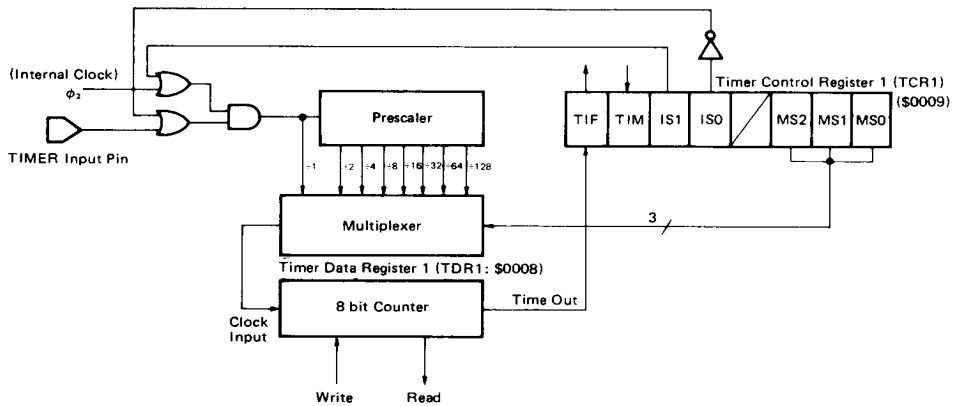 (Internal Clock)
ϕ2
TIMER Input Pin
Prescaler
÷1
÷2
÷4
÷8
÷16
÷32
÷64
÷128
Multiplexer
Timer Data Register 1 (TDR1: $0008)
8 bit Counter
Clock
Input
Write
Read
Time Out
3
Timer Control Register 1 (TCR1)
($0009)
TIF
TIM
IS1
IS0
MS2
MS1
MS0